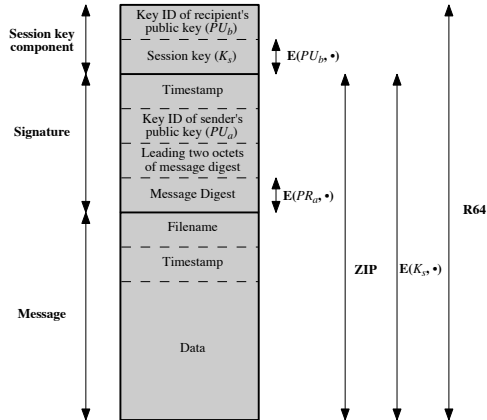 Key ID of recipient's
public key (PUb)
Session key
component
Session key (Ks)
E(PUb, •)
Timestamp
Key ID of sender's
public key (PUa)
Signature
Leading two octets
of message digest
Message Digest
E(PRa, •)
R64
Filename
Timestamp
ZIP
E(Ks, •)
Message
Data